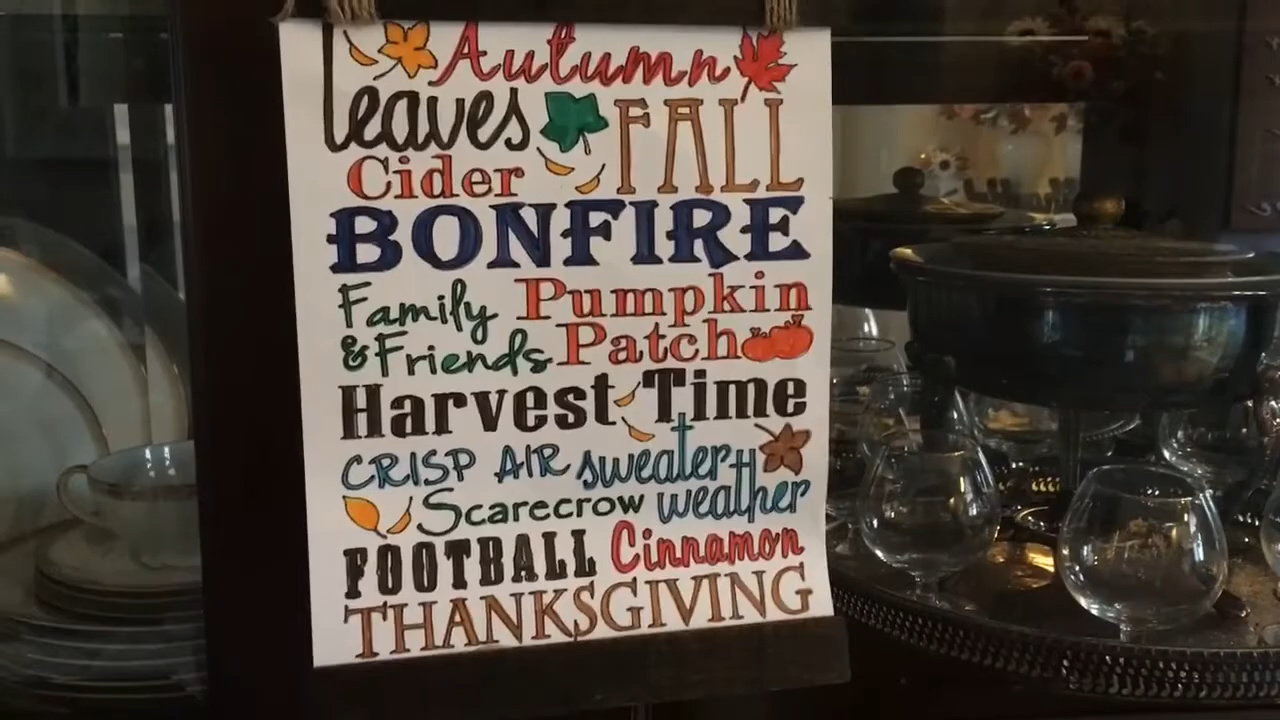 Autumn
leaves FALL
Cider
BONFIRE
Family Pumpkin
& Friends Patch
Harvest Time
CRISP AIR sweater
Scarecrow weather
FOOTBALL Cinnamon
THANKSGIVING